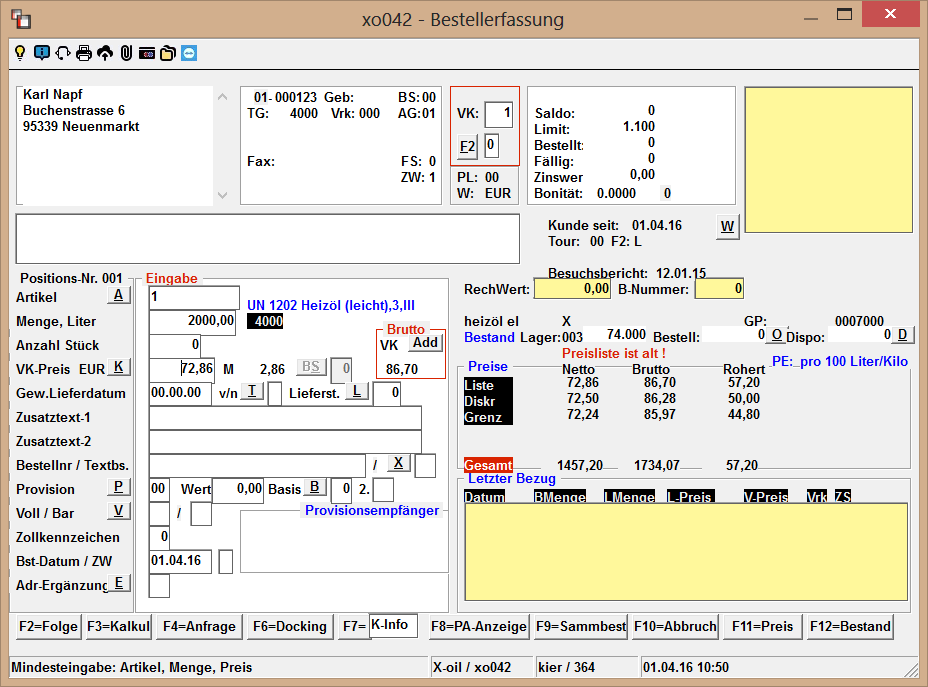 xo042 - Bestellerfassung
Karl Napf
Buchenstrasse 6
95339 Neuenmarkt
01- 000123 Geb: BS: 00
TG: 4000 Vrk: 000 AG: 01
Fax: FS: 0
ZW: 1
VK: 1
F2 0
PL: 00
W: EUR
Saldo: 0
Limit: 1.100
Bestellt: 0
Fällig: 0
Zinswer 0,00
Bonität: 0.0000 0
Kunde seit: 01.04.16 W
Tour: 00 F2: L
Besuchsbericht: 12.01.15
RechWert: 0,00 B-Nummer: 0
Positions-Nr. 001 Eingabe
Artikel A 1
UN 1202 Heizöl (leicht),3,III
Menge, Liter 2000,00 4000
Anzahl Stück 0
Brutto
VK Add
86,70
VK-Preis EUR K 72,86 M 2,86 BS 0
Gew.Lieferdatum 00.00.00 v/n I Lieferst. L 0
Zusatztext-1
Zusatztext-2
Bestellnr / Textbs. / X
Provision P 00 Wert 0,00 Basis B 0 2.
Voll / Bar V / Provisionsempfänger
Zollkennzeichen 0
Bst-Datum / ZW 01.04.16
Adr-Ergänzung E
heizöl el X GP: 0007000
Bestand Lager:003 74.000 Bestell: 0 O Dispo: 0 D
Preisliste ist alt !
Preise Netto Brutto Rohert PE:_pro 100 Liter/Kilo
Liste 72,86 86,70 57,20
Diskr 72,50 86,28 50,00
Grenz 72,24 85,97 44,80
Gesamt 1457,20 1734,07 57,20
Letzter Bezug
Datum BMenge LMenge L-Preis V-Preis Vrk ZS
F2=Folge F3=Kalkul F4=Anfrage F6=Docking F7= K-Info F8=PA-Anzeige F9=Sammbest F10=Abbruch F11=Preis F12=Bestand
Mindesteingabe: Artikel, Menge, Preis X-oil / xo042 kier / 364 01.04.16 10:50